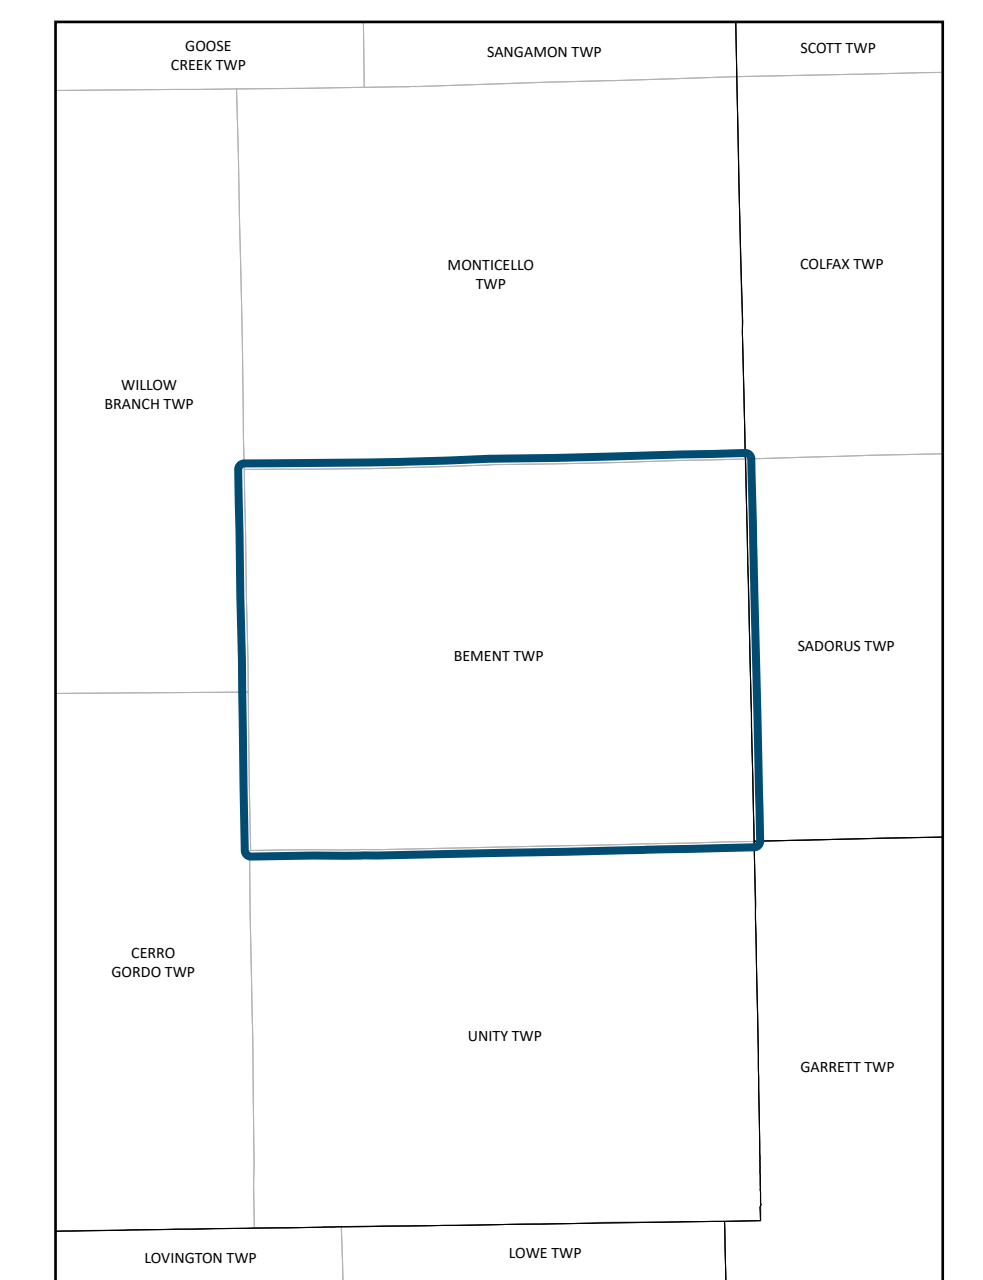 GOOSE
CREEK TWP
SANGAMON TWP
SCOTT TWP
MONTICELLO
TWP
COLFAX TWP
WILLOW
BRANCH TWP
BEMENT TWP
SADORUS TWP
CERRO
GORDO TWP
UNITY TWP
GARRETT TWP
LOVINGTON TWP
LOWE TWP